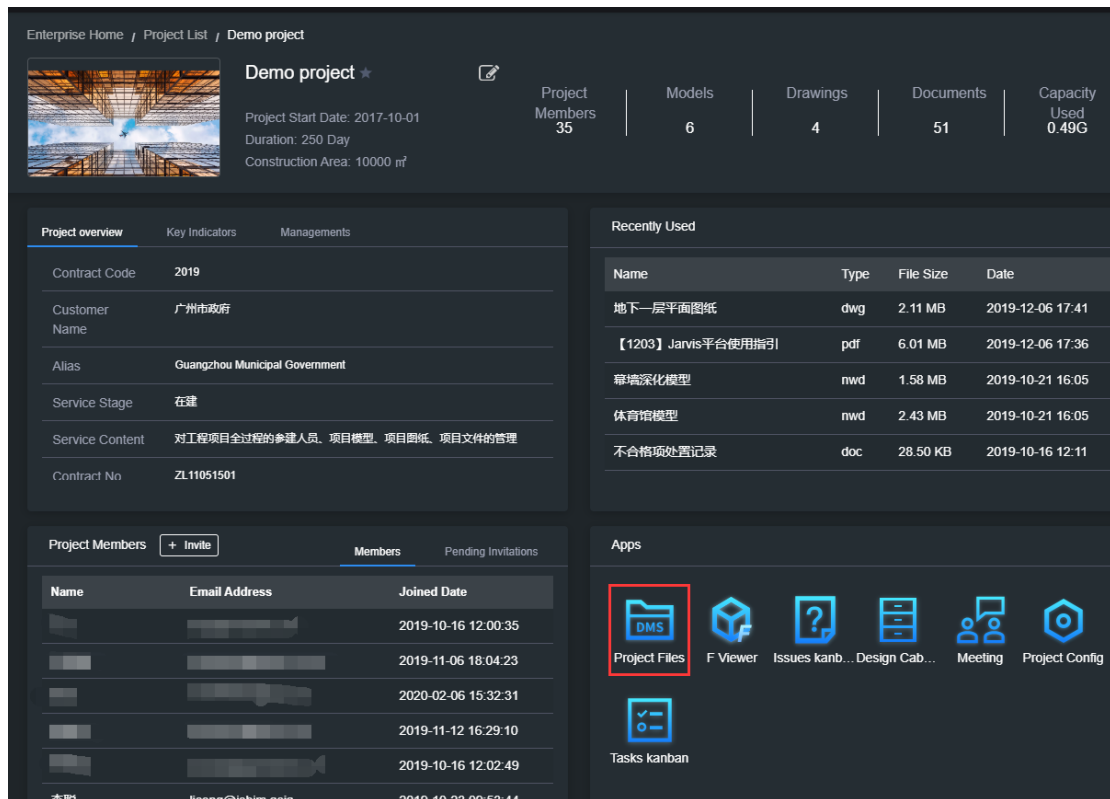 Enterprise Home / Project List / Demo project
Demo project
Project Start Date: 2017-10-01
Duration: 250 Day
Construction Area: 10000 ㎡
Project Members
35
Models
6
Drawings
4
Documents
51
Capacity Used
0.49G
Project overview Key Indicators Managements
Contract Code 2019
Customer Name 广州市政府
Alias Guangzhou Municipal Government
Service Stage 在建
Service Content 对工程项目全过程的参建人员、项目模型、项目图纸、项目文件的管理
Contract No ZL11051501
Recently Used
Name Type File Size Date
地下一层平面图纸 dwg 2.11 MB 2019-12-06 17:41
【1203】Jarvis平台使用指引 pdf 6.01 MB 2019-12-06 17:36
幕墙深化模型 nwd 1.58 MB 2019-10-21 16:05
体育馆模型 nwd 2.43 MB 2019-10-21 16:05
不合格项处置记录 doc 28.50 KB 2019-10-16 12:11
Project Members + Invite Members Pending Invitations
Name Email Address Joined Date
2019-10-16 12:00:35
2019-11-06 18:04:23
2020-02-06 15:32:31
2019-11-12 16:29:10
2019-10-16 12:02:49
Apps
DMS
Project Files
F
F Viewer
?
Issues kanb...
Design Cab...
Meeting
Project Config
Tasks kanban